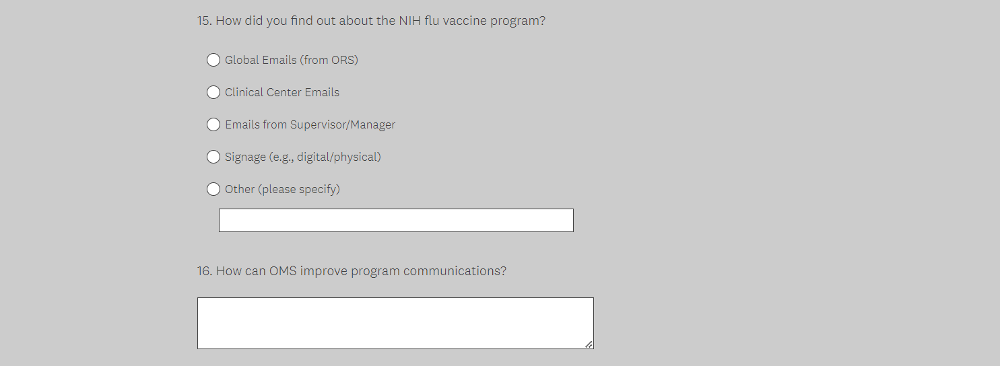 15. How did you find out about the NIH flu vaccine program?
Global Emails (from ORS)
Clinical Center Emails
Emails from Supervisor/Manager
Signage (e.g., digital/physical)
Other (please specify)
16. How can OMS improve program communications?